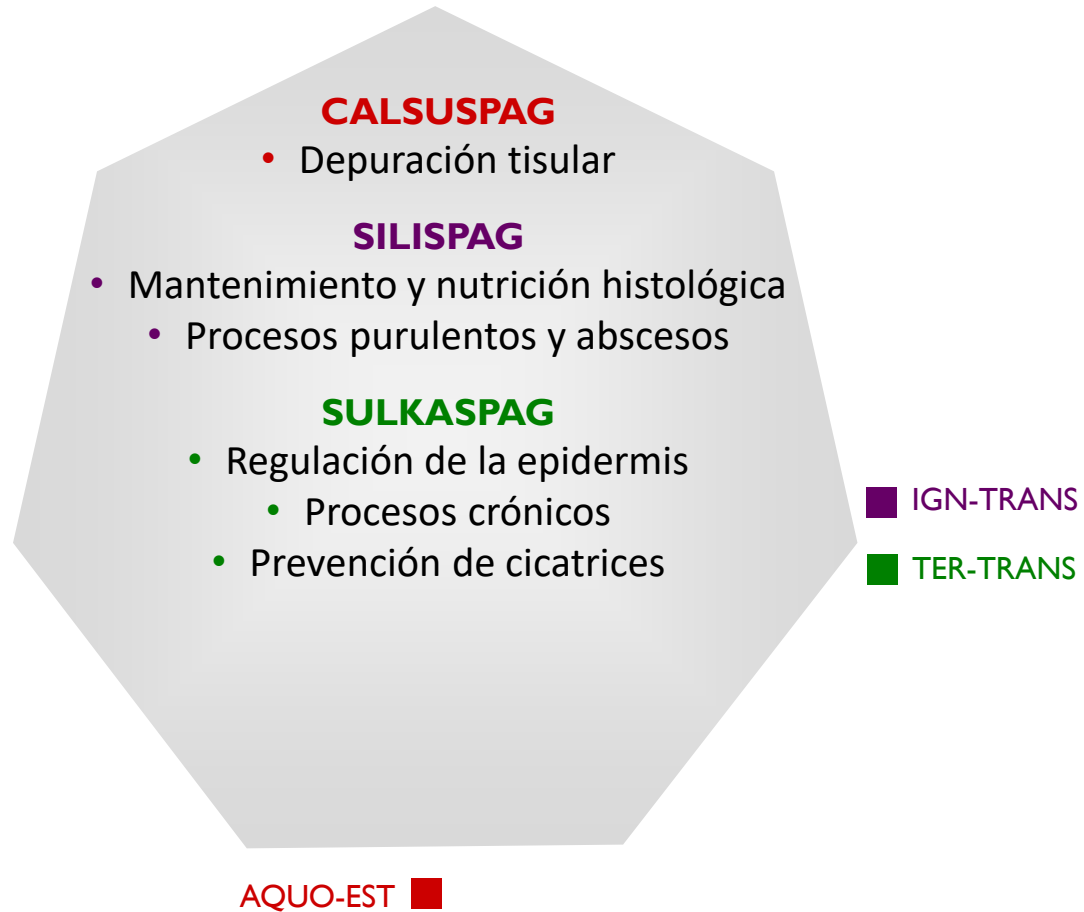 CALSUSPAG
• Depuración tisular
SILISPAG
• Mantenimiento y nutrición histológica
• Procesos purulentos y abscesos
SULKASPAG
• Regulación de la epidermis
• Procesos crónicos
• Prevención de cicatrices
IGN-TRANS
TER-TRANS
AQUO-EST